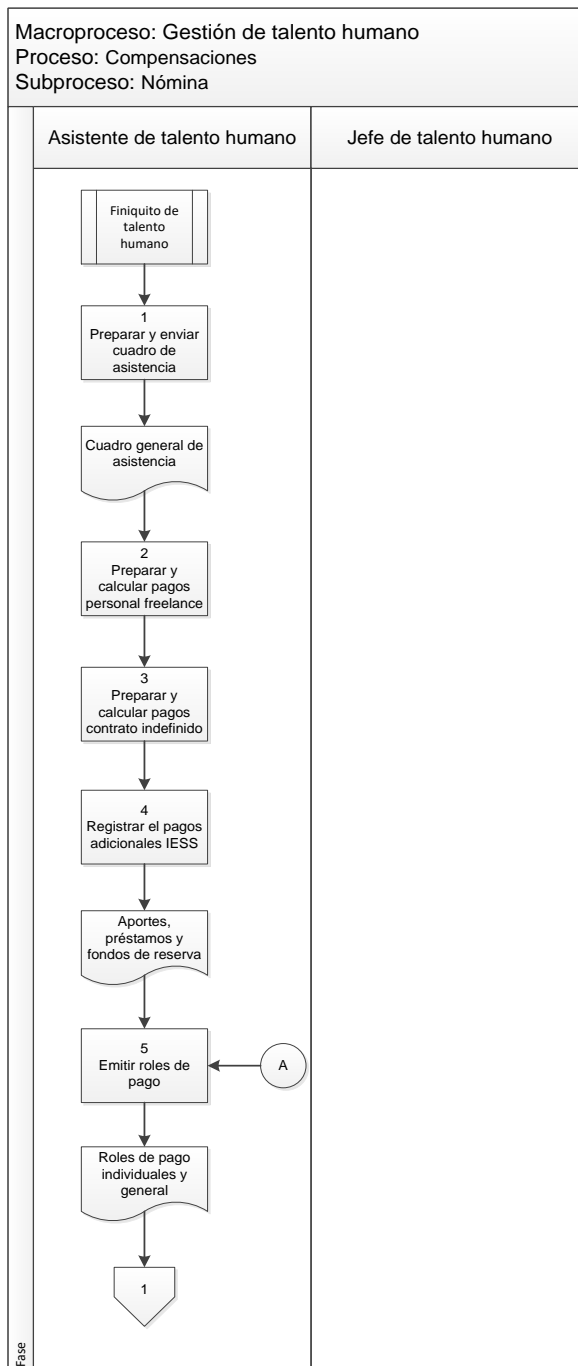 Macroproceso: Gestión de talento humano
Proceso: Compensaciones
Subproceso: Nómina
Asistente de talento humano
Jefe de talento humano
Finiquito de
talento
humano
1
Preparar y enviar
cuadro de
asistencia
Cuadro general de
asistencia
2
Preparar y
calcular pagos
personal freelance
3
Preparar y
calcular pagos
contrato indefinido
4
Registrar el pagos
adicionales IESS
Aportes,
préstamos y
fondos de reserva
5
Emitir roles de
pago
A
Roles de pago
individuales y
general
1
Fase